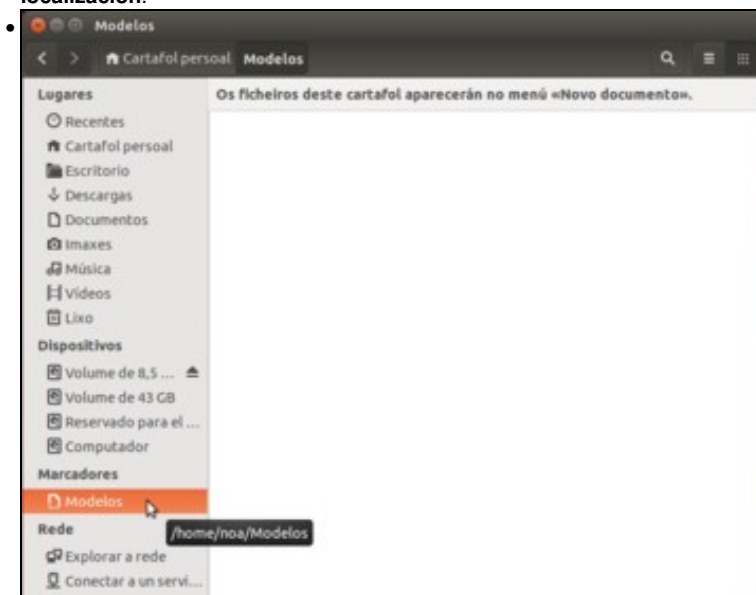 localización.
Modelos
Cartafol persoal Modelos
Lugares
Os ficheiros deste cartafol aparecerán no menú «Novo documento».
Recentes
Cartafol persoal
Escritorio
Descargas
Documentos
Imaxes
Música
Vídeos
Lixo
Dispositivos
Volume de 8,5 ...
Volume de 43 GB
Reservado para el ...
Computador
Marcadores
Modelos
Rede
/home/noa/Modelos
Explorar a rede
Conectar a un servi...